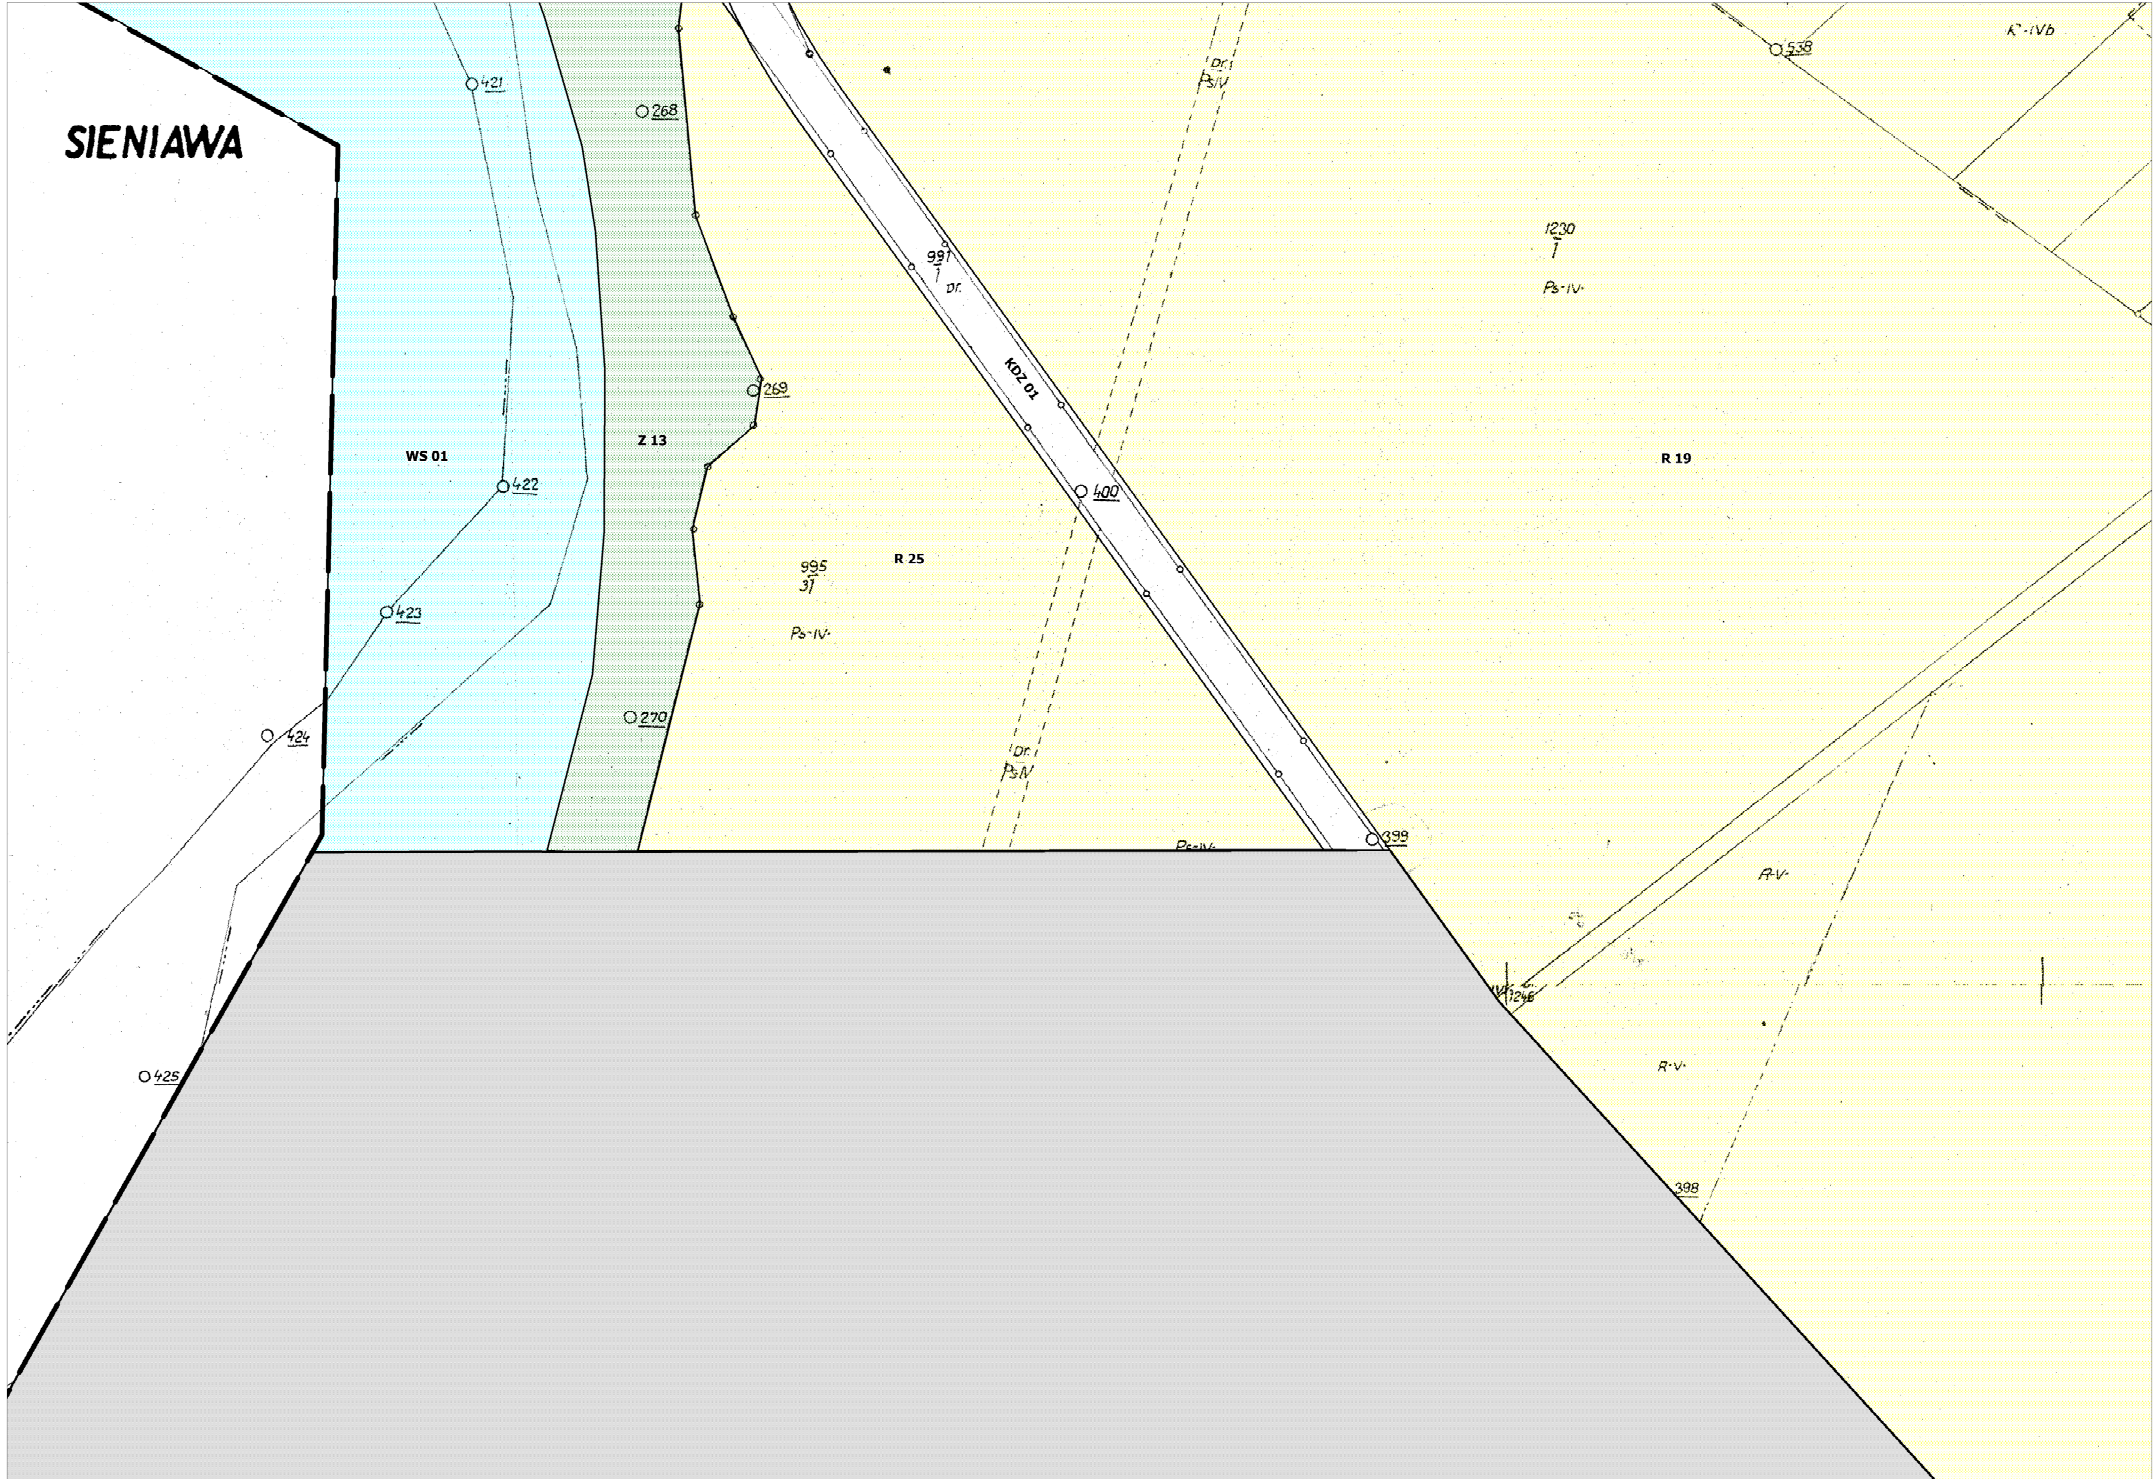 K-IVb
538
421
268
Dr.
PsIV
SIENIAWA
1230
1
Ps-IV.
991
1
Dr.
KDZ 01
269
Z 13
WS 01
R 19
422
400
R 25
995
31
423
Ps-IV.
270
424
Dr.
PsIV
399
Ps-IV.
R-V.
1246
R-V.
425
398